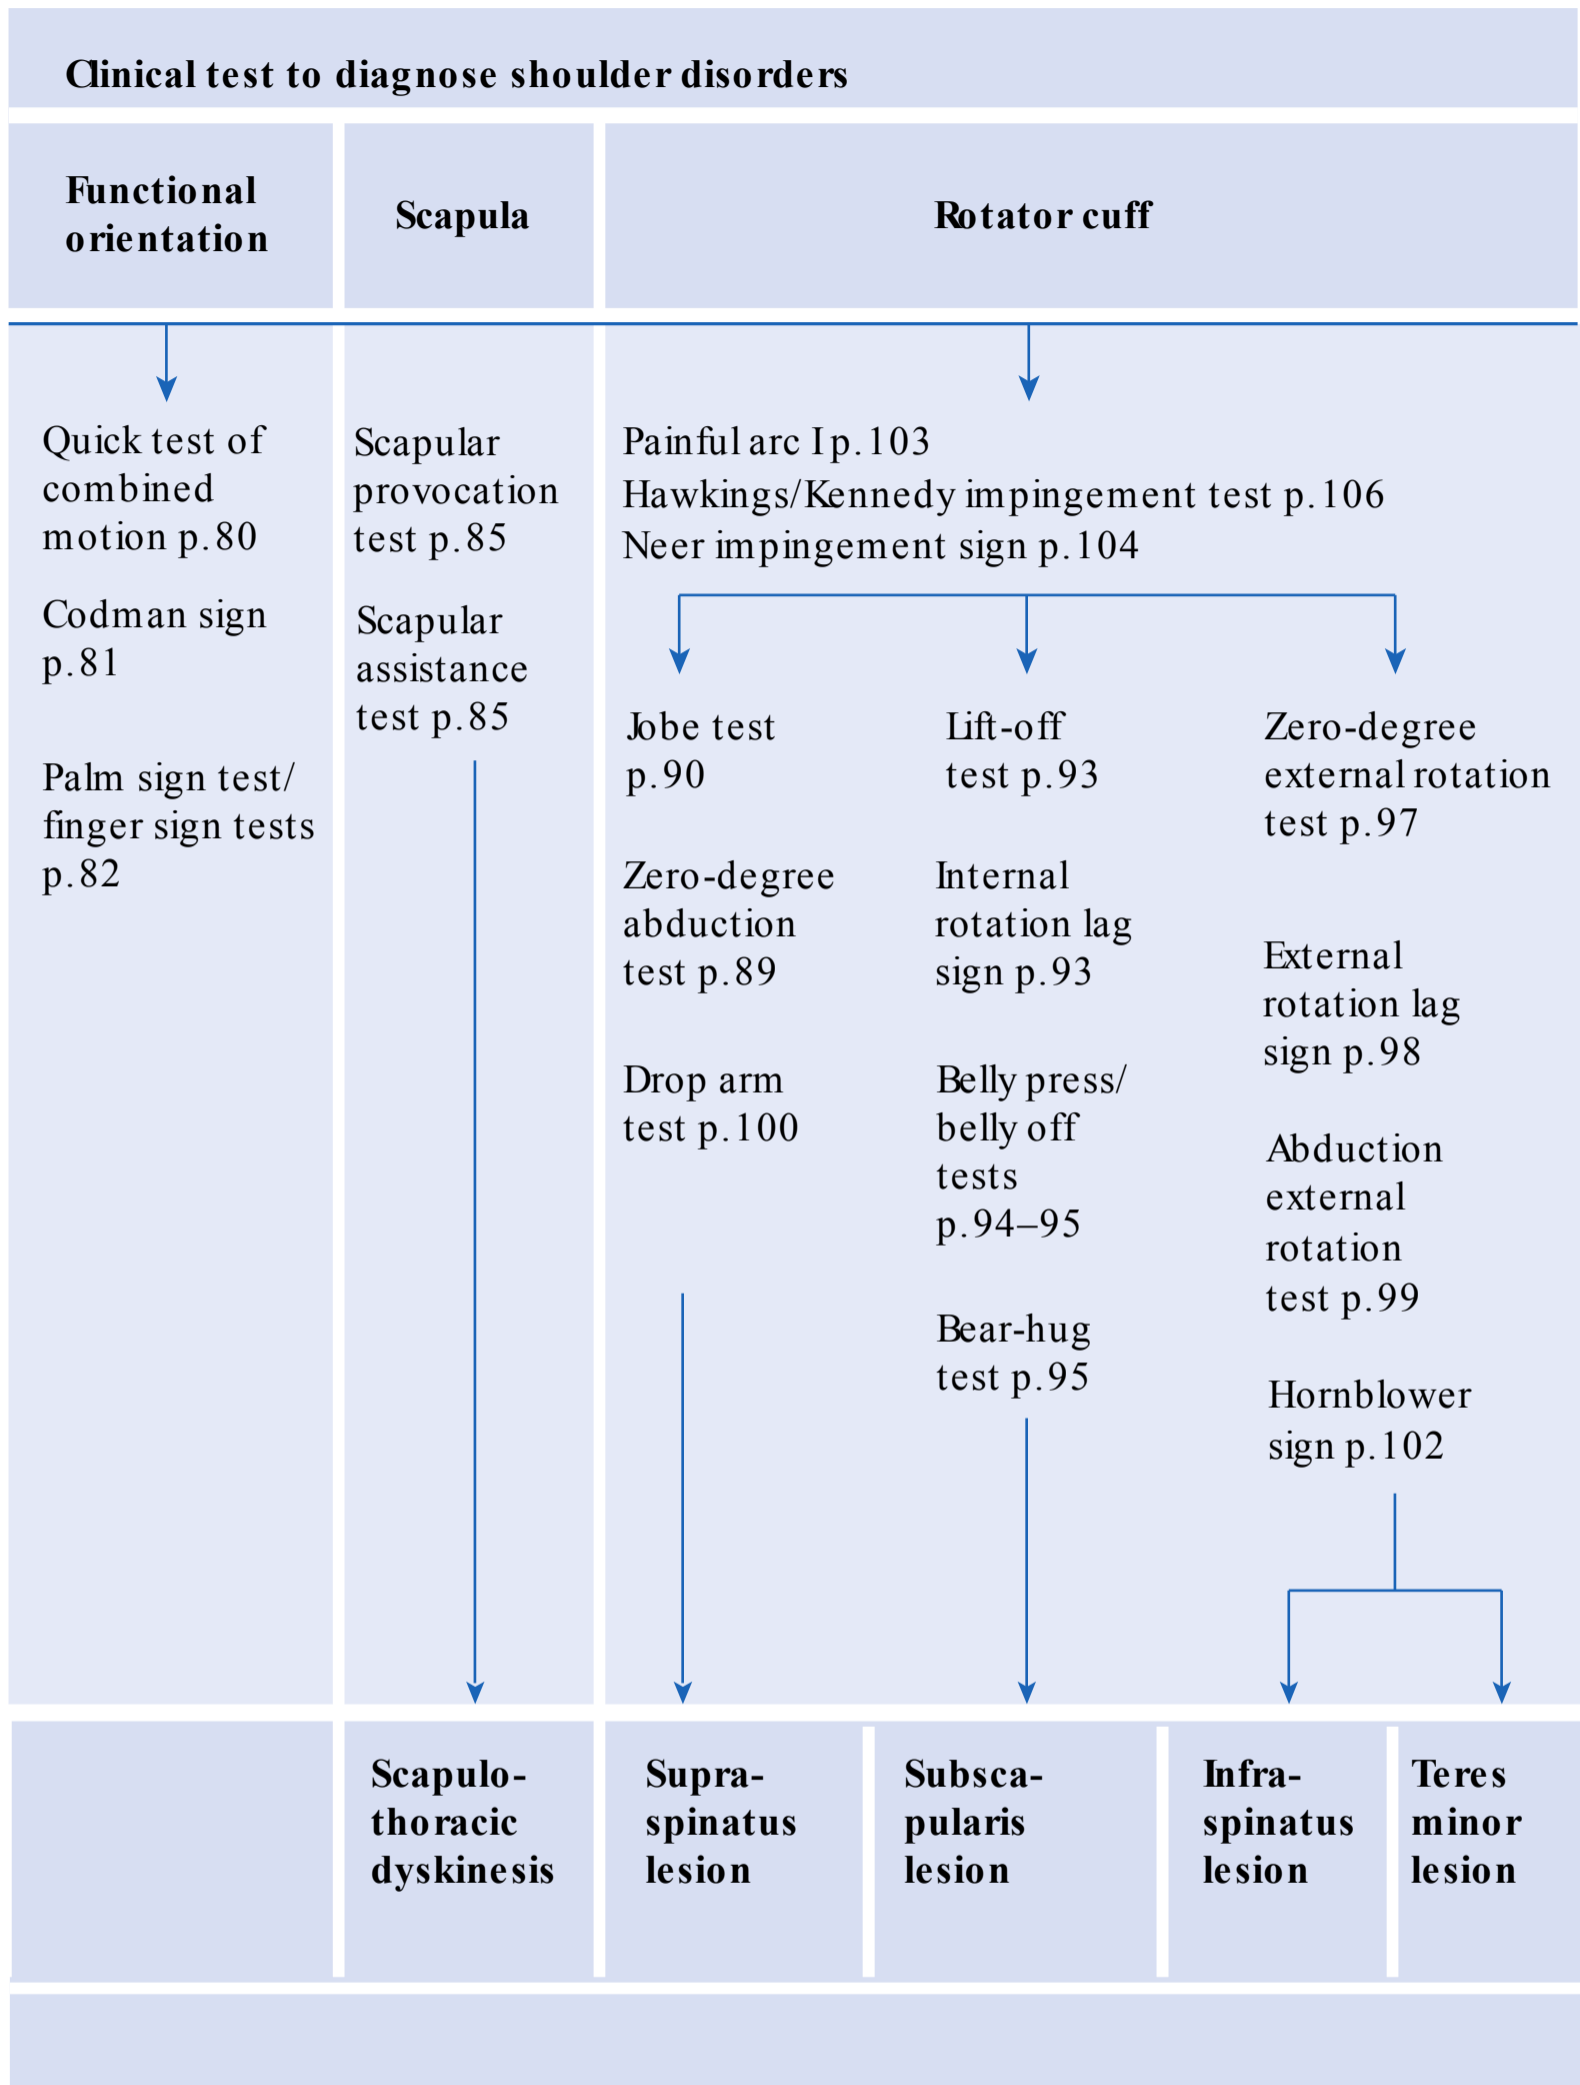 Clinical test to diagnose shoulder disorders
Functional
orientation
Scapula
Rotator cuff
Quick test of
combined
motion p. 80
Codman sign
p. 81
Palm sign test/
finger sign tests
p. 82
Scapular
provocation
test p. 85
Scapular
assistance
test p. 85
Painful arc I p. 103
Hawkings/Kennedy impingement test p. 106
Neer impingement sign p. 104
Jobe test
p. 90
Zero-degree
abduction
test p. 89
Drop arm
test p. 100
Lift-off
test p. 93
Internal
rotation lag
sign p. 93
Belly press/
belly off
tests
p. 94–95
Bear-hug
test p. 95
Zero-degree
external rotation
test p. 97
External
rotation lag
sign p. 98
Abduction
external
rotation
test p. 99
Hornblower
sign p. 102
Scapulo-
thoracic
dyskinesis
Supra-
spinatus
lesion
Subsca-
pularis
lesion
Infra-
spinatus
lesion
Teres
minor
lesion